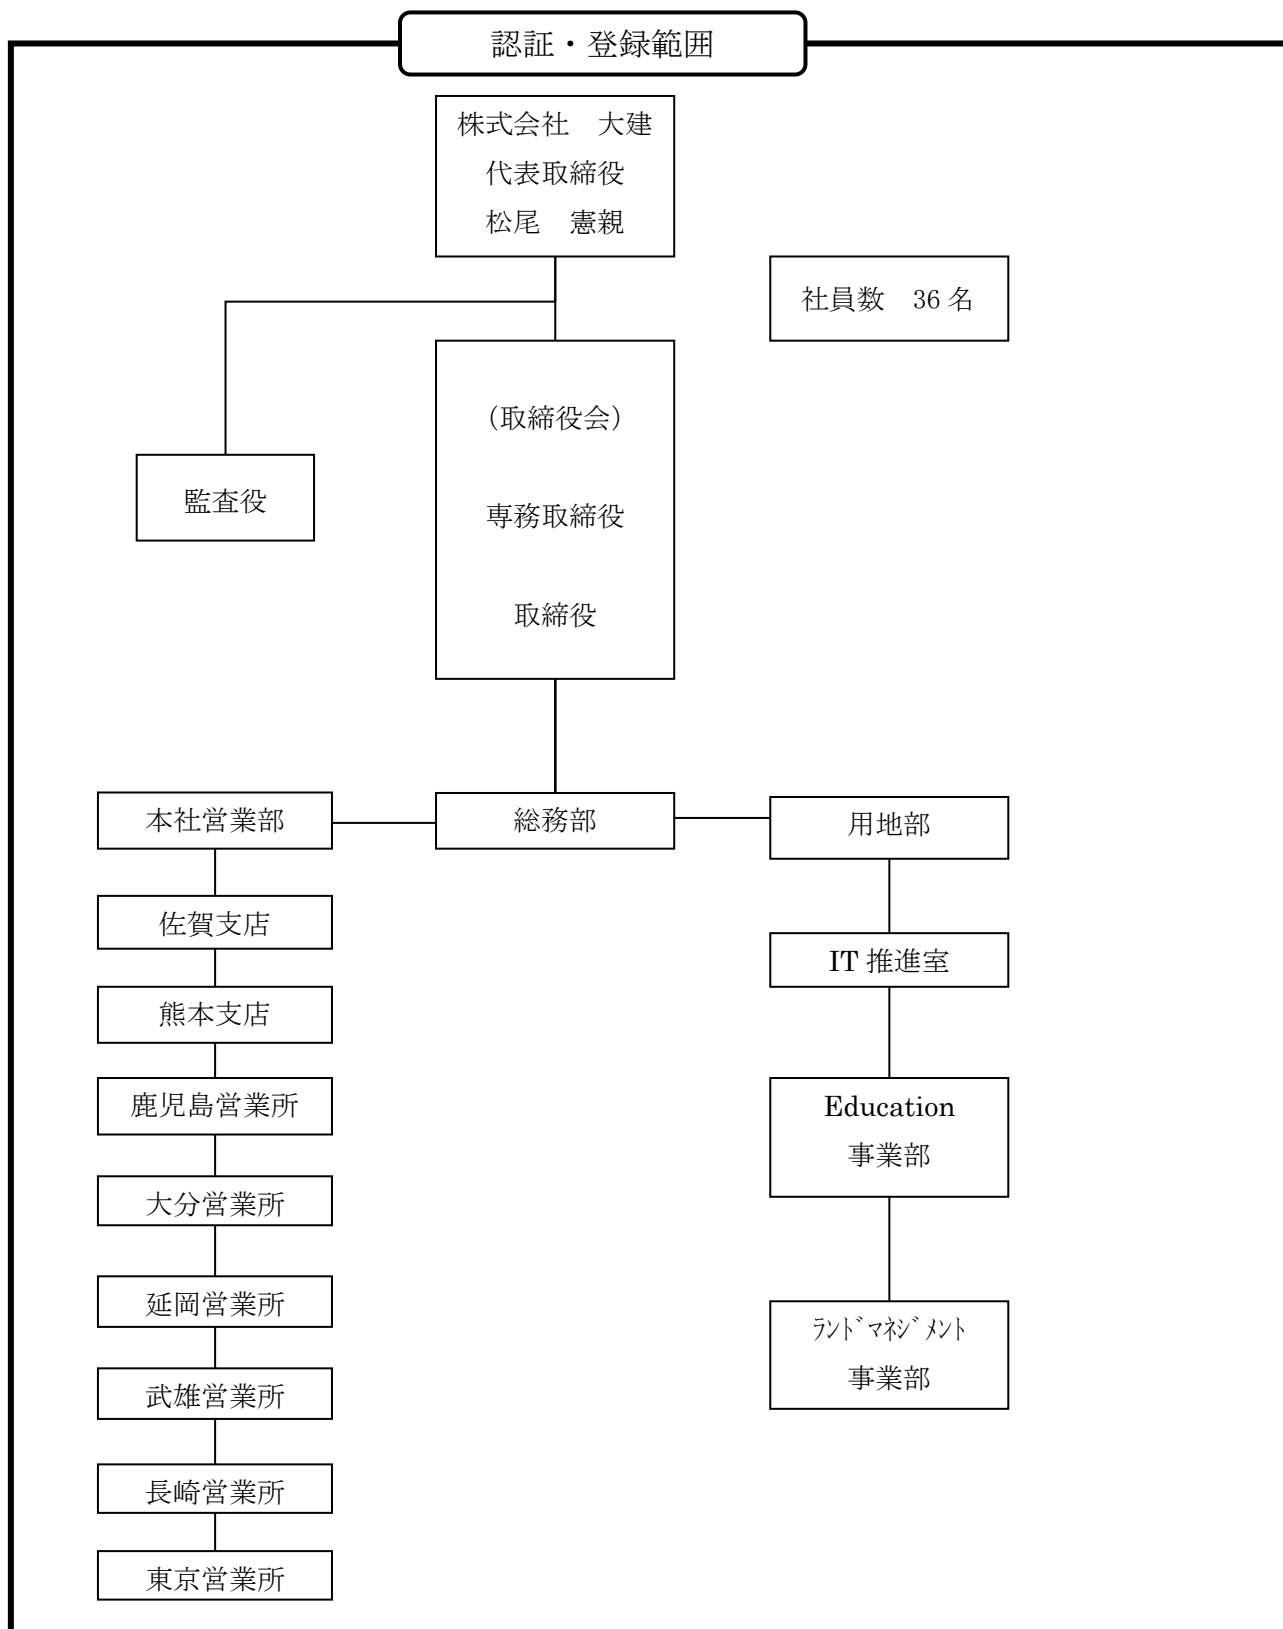 認証・登録範囲
株式会社　大建
代表取締役
松尾　憲親
社員数　36 名
（取締役会）
専務取締役
取締役
監査役
本社営業部
総務部
用地部
佐賀支店
熊本支店
鹿児島営業所
大分営業所
延岡営業所
武雄営業所
長崎営業所
東京営業所
IT 推進室
Education
事業部
ﾗﾝﾄﾞﾏﾈｼﾞﾒﾝﾄ
事業部